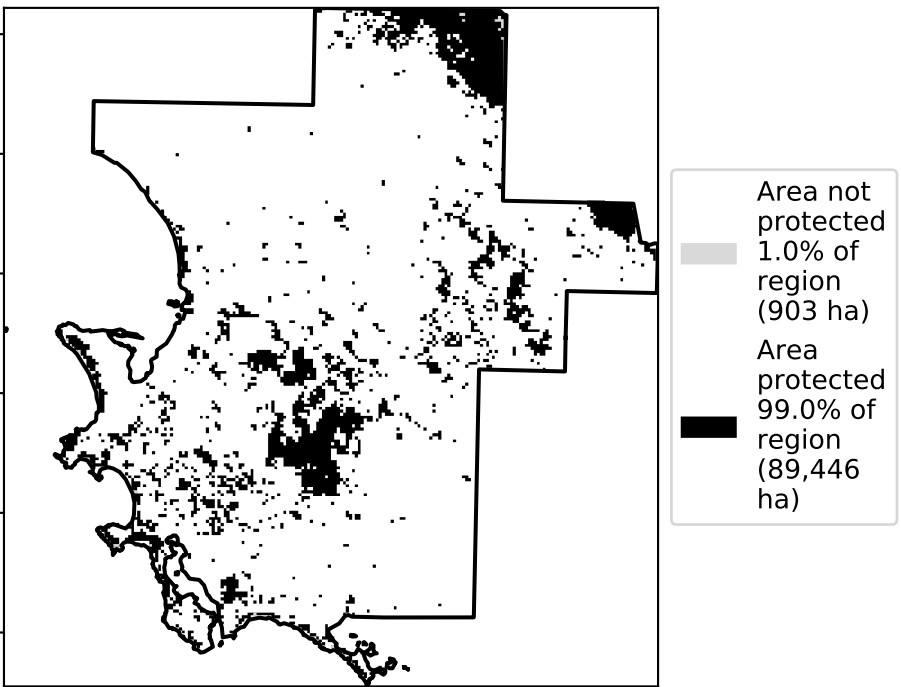 Area not
protected
1.0% of
region
(903 ha)
Area
protected
99.0% of
region
(89,446
ha)